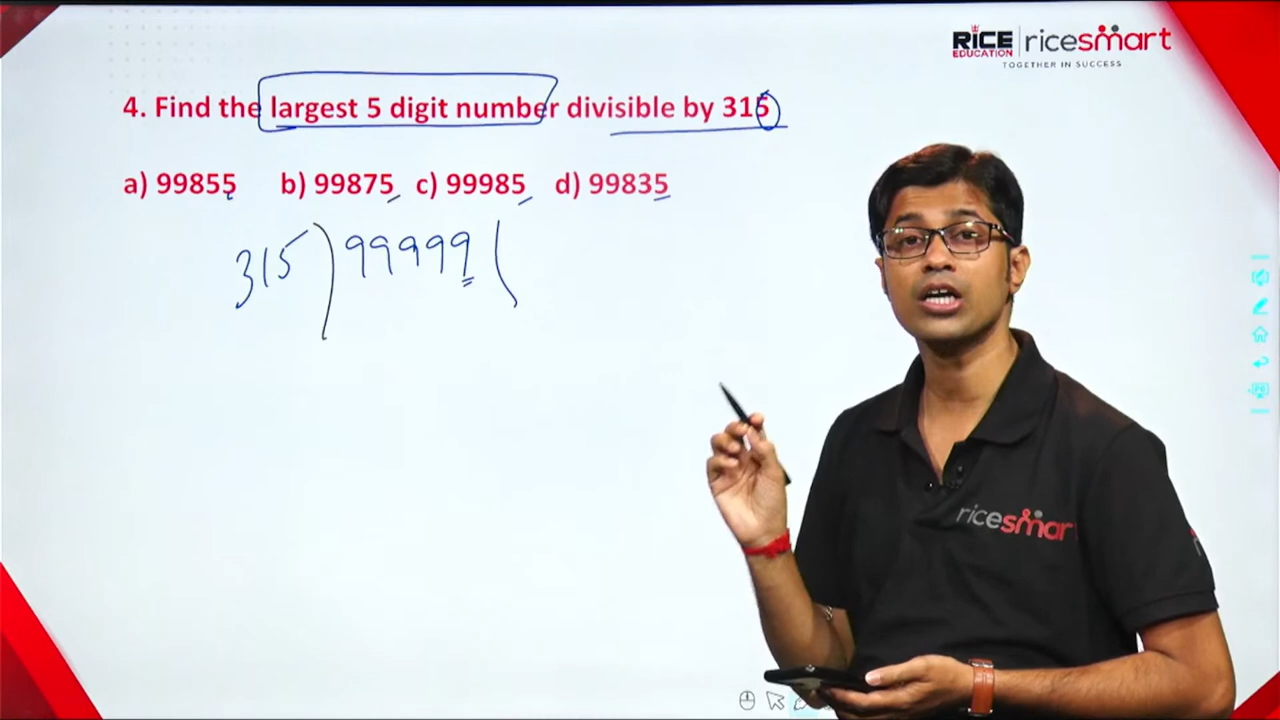 RICE EDUCATION | ricesmart
TOGETHER IN SUCCESS
4. Find the largest 5 digit number divisible by 315
a) 99855 b) 99875 c) 99985 d) 99835
315) 99999 (
ricesmart